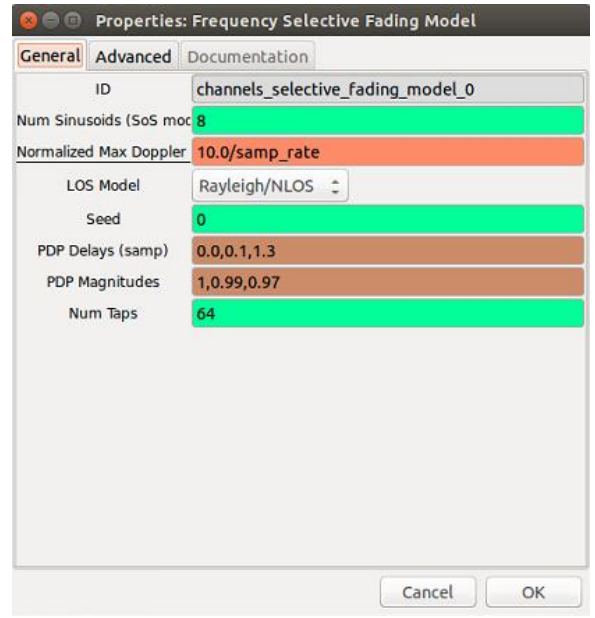 Properties: Frequency Selective Fading Model
General Advanced Documentation
ID channels_selective_fading_model_0
Num Sinusoids (SoS moc 8
Normalized Max Doppler 10.0/samp_rate
LOS Model Rayleigh/NLOS
Seed 0
PDP Delays (samp) 0.0,0.1,1.3
PDP Magnitudes 1,0.99,0.97
Num Taps 64
Cancel OK